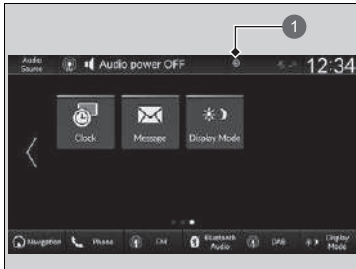 1
Audio
Source
Audio power OFF
12:34
Clock
Message
Display Mode
Navigation
Phone
FM
Bluetooth
Audio
DAB
Display
Mode